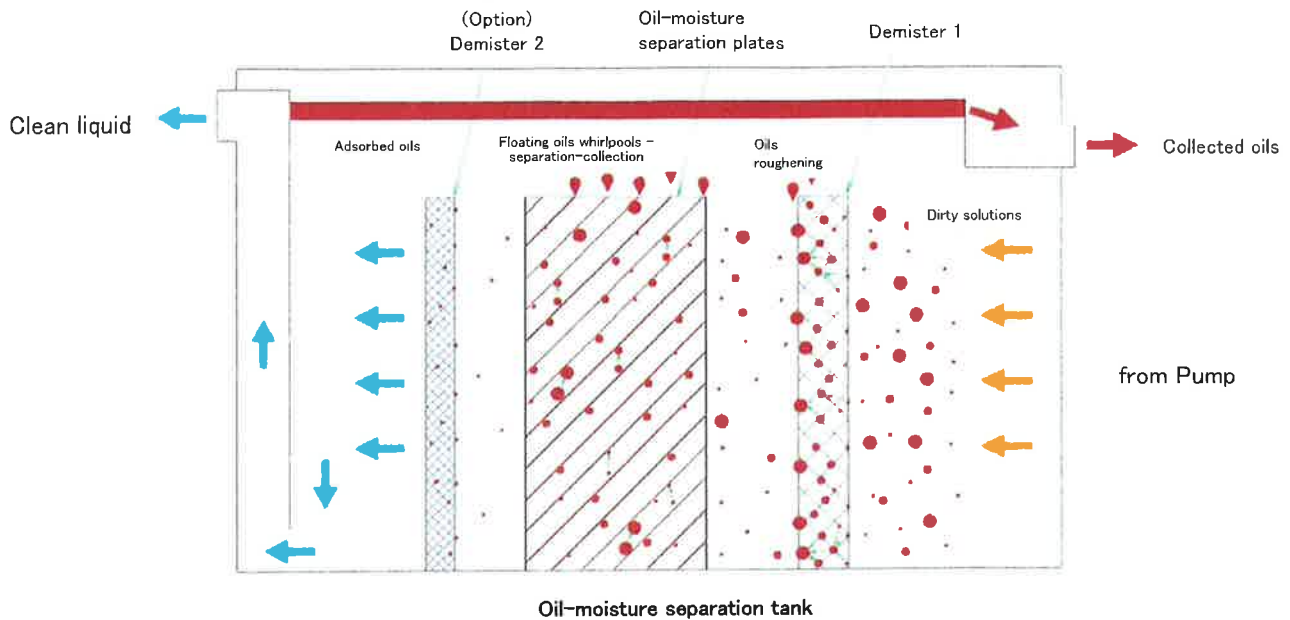 (Option)
Demister 2
Oil-moisture
separation plates
Demister 1
Clean liquid
Adsorbed oils
Floating oils whirlpools -
separation-collection
Oils
roughening
Collected oils
Dirty solutions
from Pump
Oil-moisture separation tank